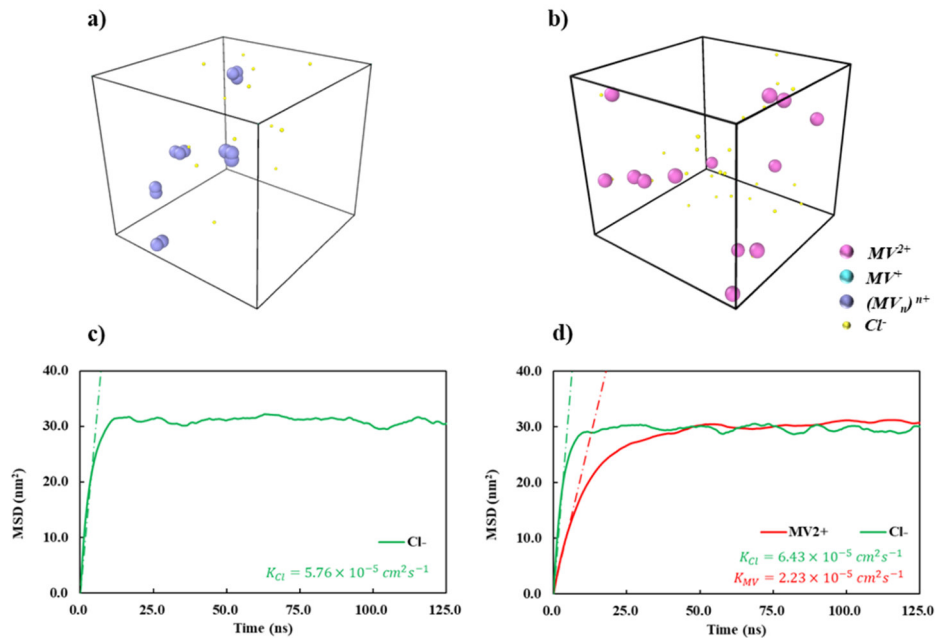 a)
b)
MV²⁺
MV⁺
(MVₙ)ⁿ⁺
Cl⁻
c)
40.0
30.0
20.0
10.0
0.0
MSD (nm²)
Cl-
K_Cl = 5.76 × 10⁻⁵ cm²s⁻¹
0.0 25.0 50.0 75.0 100.0 125.0
Time (ns)
d)
40.0
30.0
20.0
10.0
0.0
MSD (nm²)
MV2+ Cl-
K_Cl = 6.43 × 10⁻⁵ cm²s⁻¹
K_MV = 2.23 × 10⁻⁵ cm²s⁻¹
0.0 25.0 50.0 75.0 100.0 125.0
Time (ns)